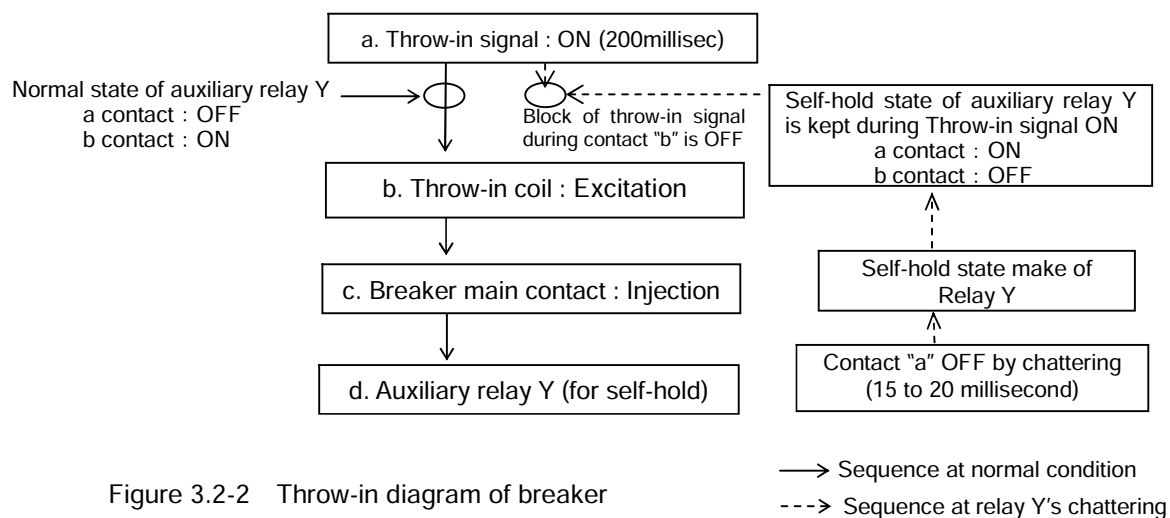 a. Throw-in signal : ON (200millisec)
Normal state of auxiliary relay Y
a contact : OFF
b contact : ON
Block of throw-in signal
during contact "b" is OFF
Self-hold state of auxiliary relay Y
is kept during Throw-in signal ON
a contact : ON
b contact : OFF
b. Throw-in coil : Excitation
Self-hold state make of
Relay Y
c. Breaker main contact : Injection
Contact "a" OFF by chattering
(15 to 20 millisecond)
d. Auxiliary relay Y (for self-hold)
Sequence at normal condition
Sequence at relay Y's chattering
Figure 3.2-2 Throw-in diagram of breaker